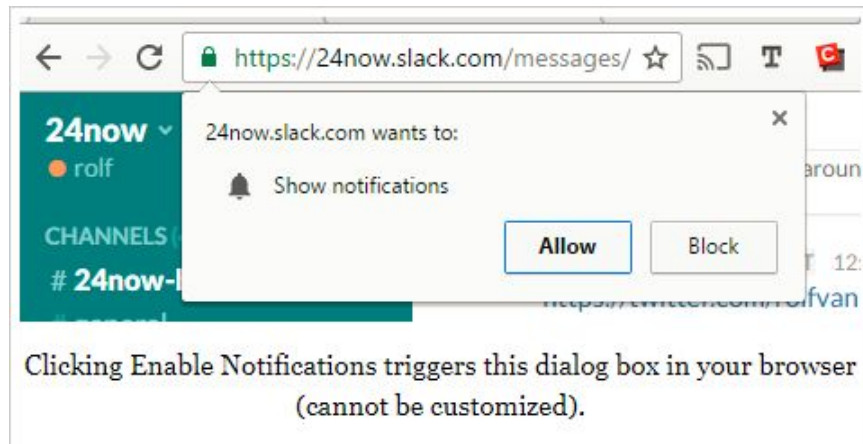 https://24now.slack.com/messages/
24now
rolf
24now.slack.com wants to:
Show notifications
Allow
Block
CHANNELS
# 24now-
12:
Clicking Enable Notifications triggers this dialog box in your browser
(cannot be customized).